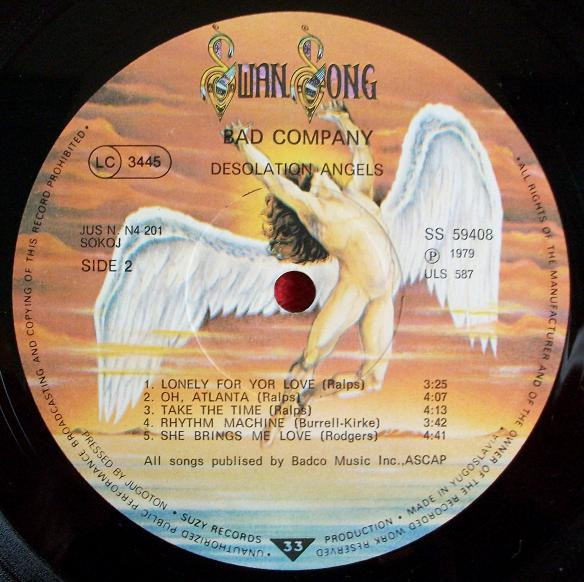 SWAN SONG
BAD COMPANY
DESOLATION ANGELS
LC 3445
JUS N. N4 201
SOKOJ
SIDE 2
SS 59408
Ⓟ 1979
ULS 587
1. LONELY FOR YOR LOVE (Ralps) 3:25
2. OH, ATLANTA (Ralps) 4:07
3. TAKE THE TIME (Ralps) 4:13
4. RHYTHM MACHINE (Burrell-Kirke) 3:42
5. SHE BRINGS ME LOVE (Rodgers) 4:41
All songs publised by Badco Music Inc.,ASCAP
• ALL RIGHTS OF THE MANUFACTURER AND OF THE OWNER OF THE RECORDED WORK RESERVED
• UNAUTHORIZED PUBLIC PERFORMANCE BROADCASTING AND COPYING OF THIS RECORD PROHIBITED •
PRESSED BY JUGOTON • SUZY RECORDS
33
PRODUCTION • MADE IN YUGOSLAVIA •